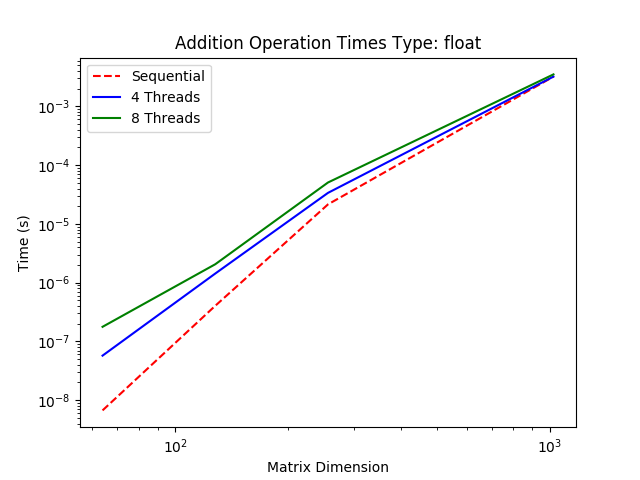 Addition Operation Times Type: float
Sequential
4 Threads
8 Threads
10⁻³
10⁻⁴
10⁻⁵
10⁻⁶
10⁻⁷
10⁻⁸
Time (s)
10² 10³
Matrix Dimension